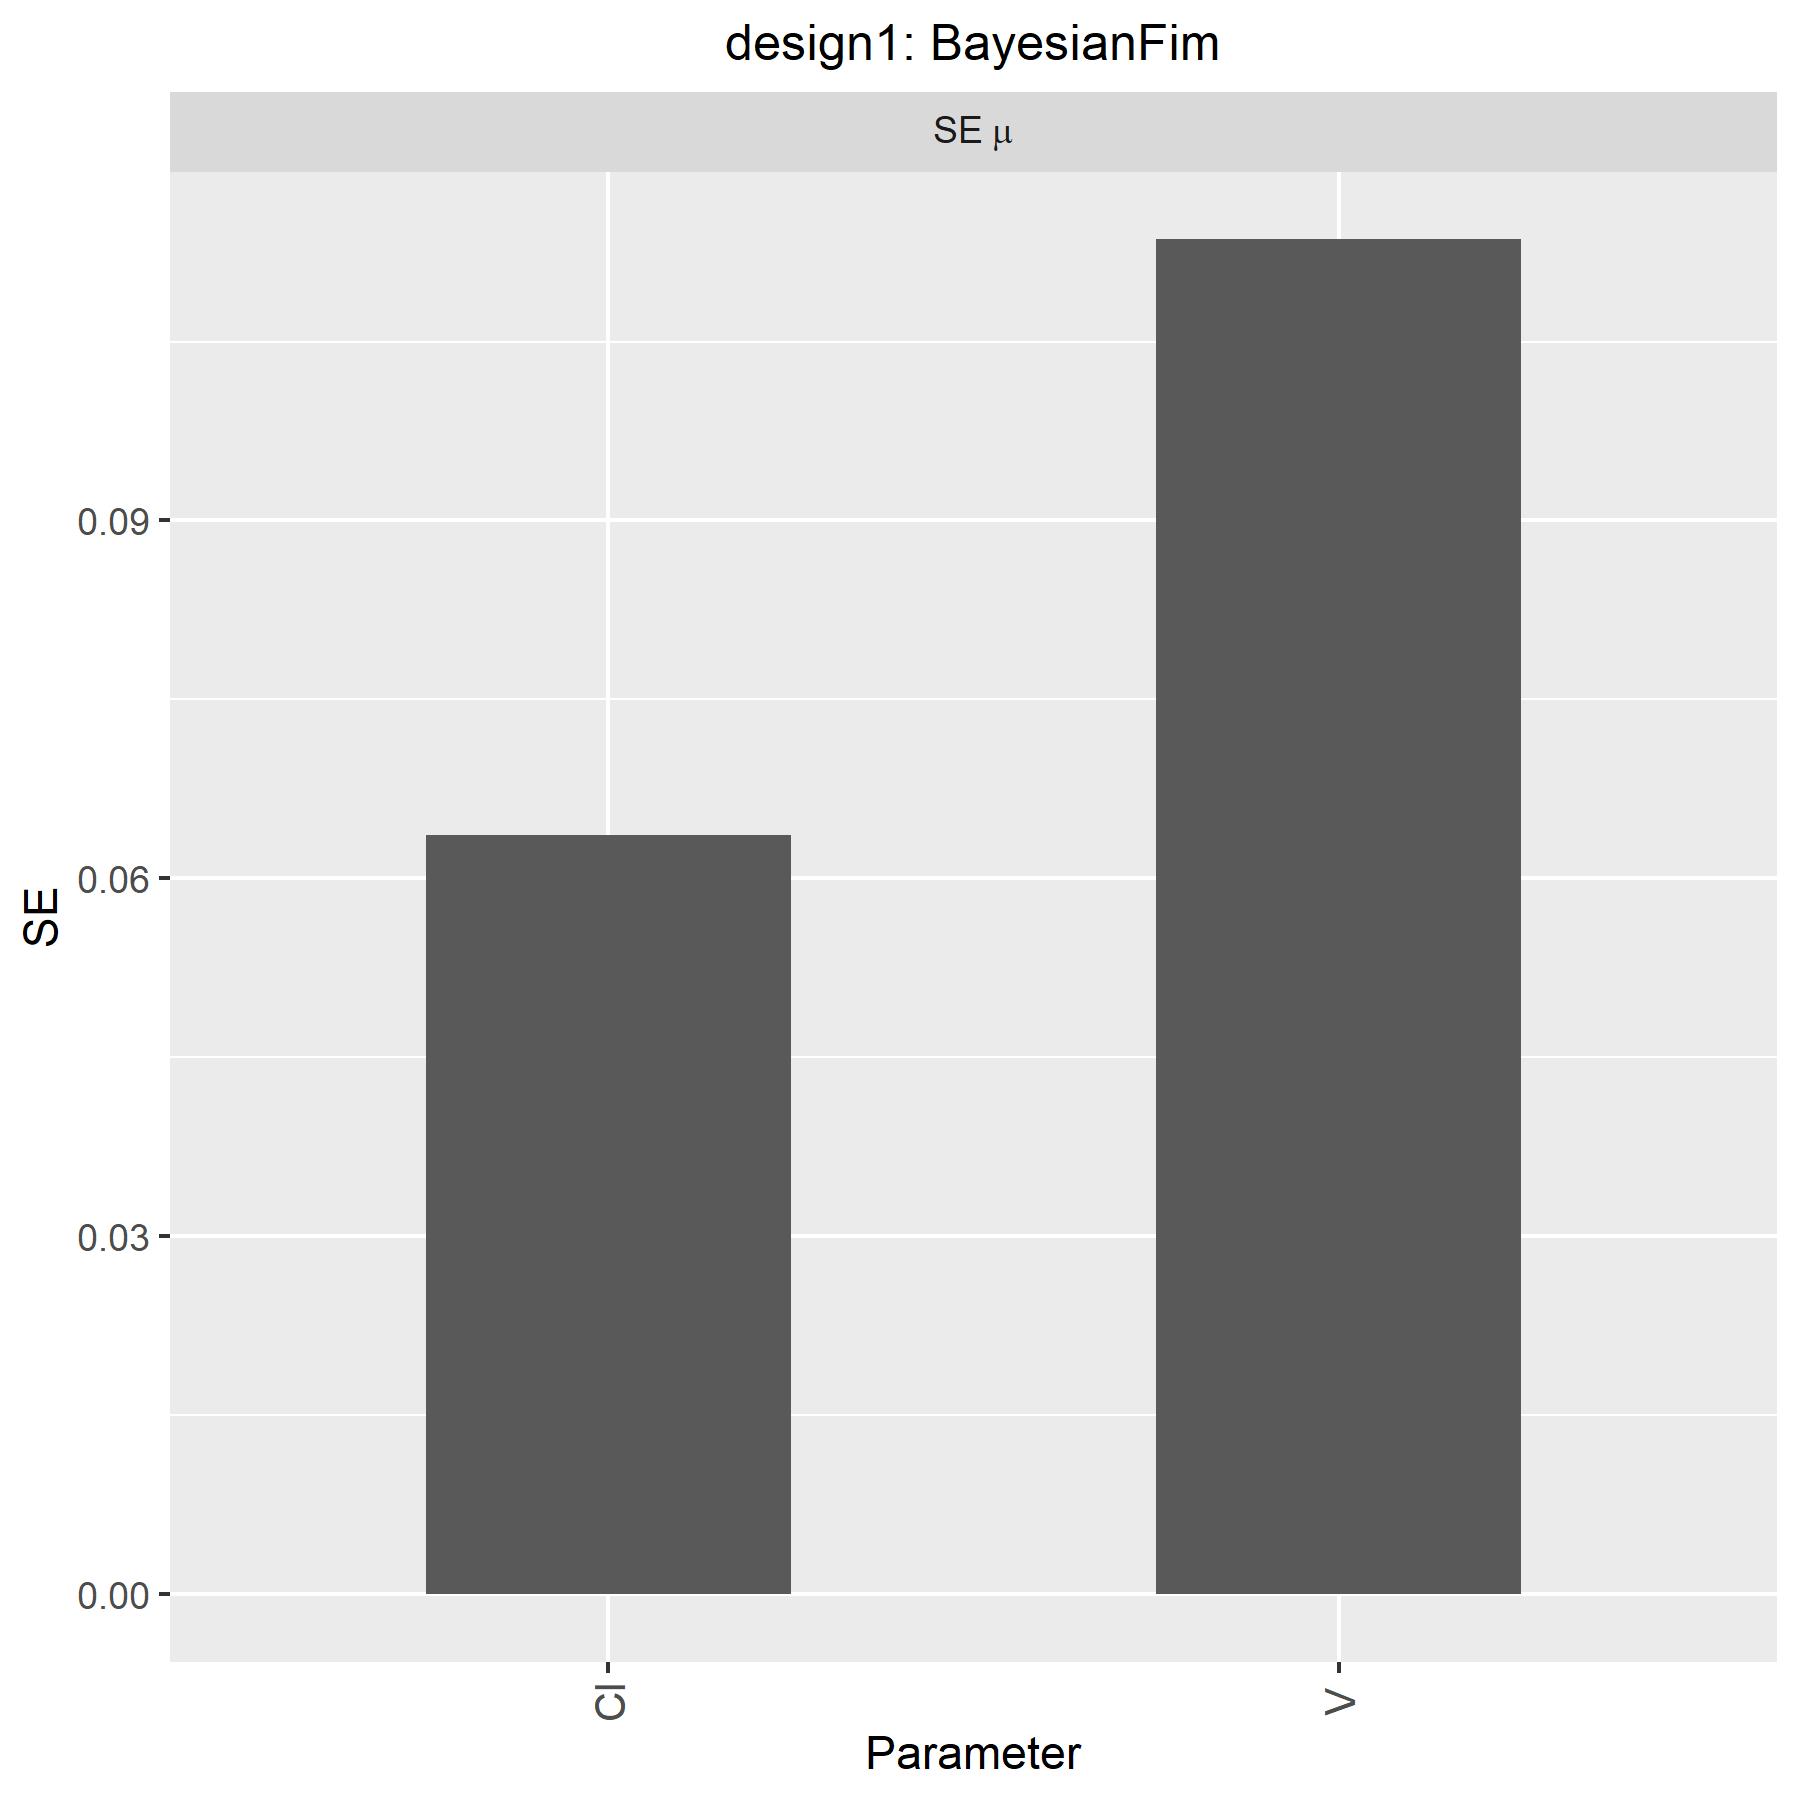 design1: BayesianFim
SE μ
0.09
0.06
0.03
0.00
SE
Cl
V
Parameter